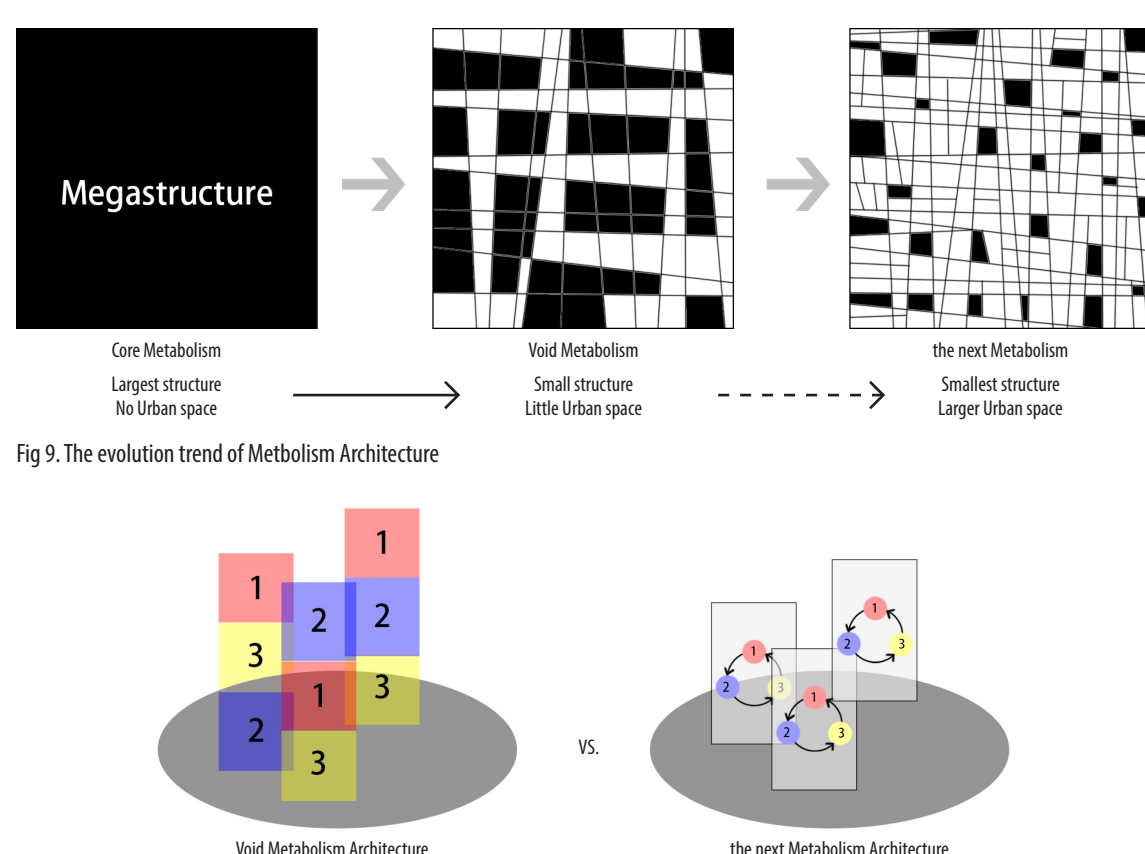 Megastructure
Core Metabolism
Void Metabolism
the next Metabolism
Largest structure
No Urban space
Small structure
Little Urban space
Smallest structure
Larger Urban space
Fig 9. The evolution trend of Metbolism Architecture
1
3
2
2
1
3
1
2
3
VS.
1
2
3
1
2
3
1
2
3
Void Metabolism Architecture
the next Metabolism Architecture